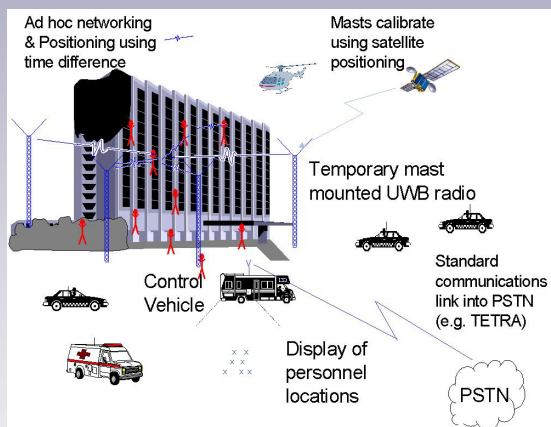 Ad hoc networking
& Positioning using
time difference
Masts calibrate
using satellite
positioning
Temporary mast
mounted UWB radio
Control
Vehicle
Standard
communications
link into PSTN
(e.g. TETRA)
Display of
personnel
locations
PSTN